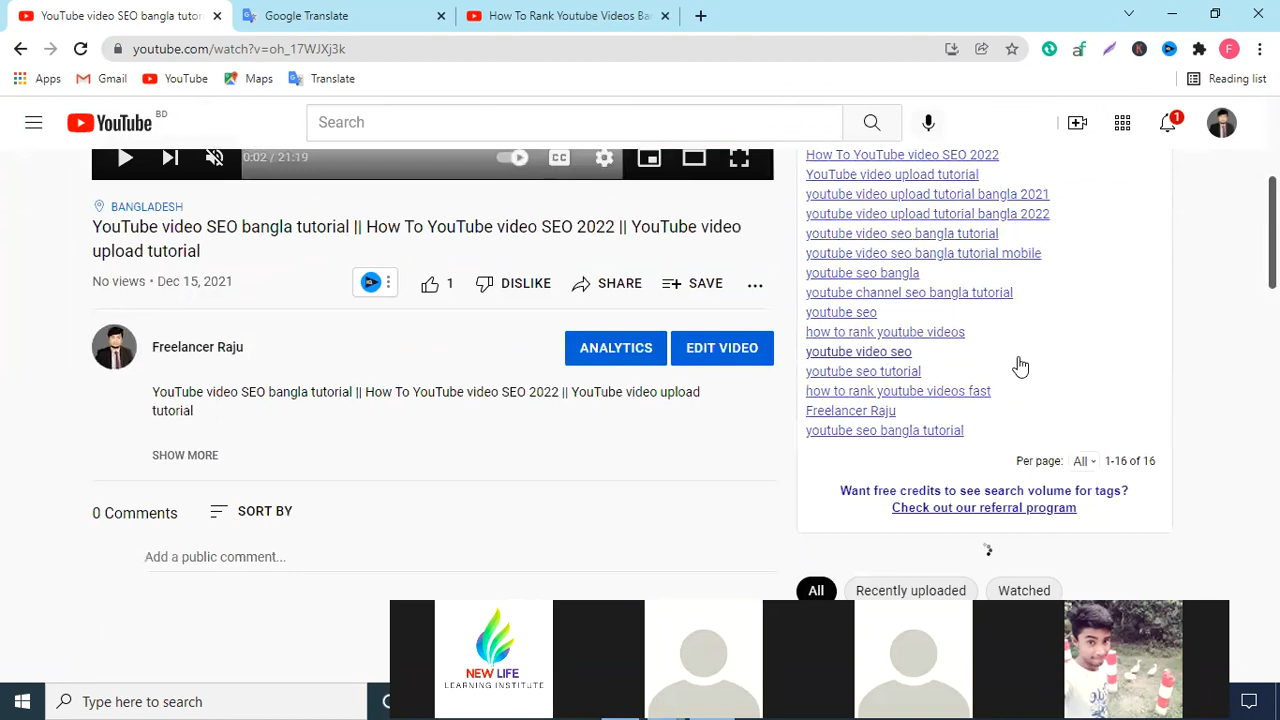 YouTube video SEO bangla tutori
Google Translate
How To Rank Youtube Videos Ba
youtube.com/watch?v=oh_17WJXj3k
F
Apps
Gmail
YouTube
Maps
Translate
Reading list
YouTube BD
Search
1
0:02 / 21:19
CC
BANGLADESH
YouTube video SEO bangla tutorial || How To YouTube video SEO 2022 || YouTube video
upload tutorial
No views • Dec 15, 2021
1
DISLIKE
SHARE
SAVE
Freelancer Raju
ANALYTICS
EDIT VIDEO
YouTube video SEO bangla tutorial || How To YouTube video SEO 2022 || YouTube video upload
tutorial
SHOW MORE
0 Comments
SORT BY
Add a public comment...
How To YouTube video SEO 2022
YouTube video upload tutorial
youtube video upload tutorial bangla 2021
youtube video upload tutorial bangla 2022
youtube video seo bangla tutorial
youtube video seo bangla tutorial mobile
youtube seo bangla
youtube channel seo bangla tutorial
youtube seo
how to rank youtube videos
youtube video seo
youtube seo tutorial
how to rank youtube videos fast
Freelancer Raju
youtube seo bangla tutorial
Per page: All 1-16 of 16
Want free credits to see search volume for tags?
Check out our referral program
All
Recently uploaded
Watched
NEW LIFE
LEARNING INSTITUTE
Type here to search